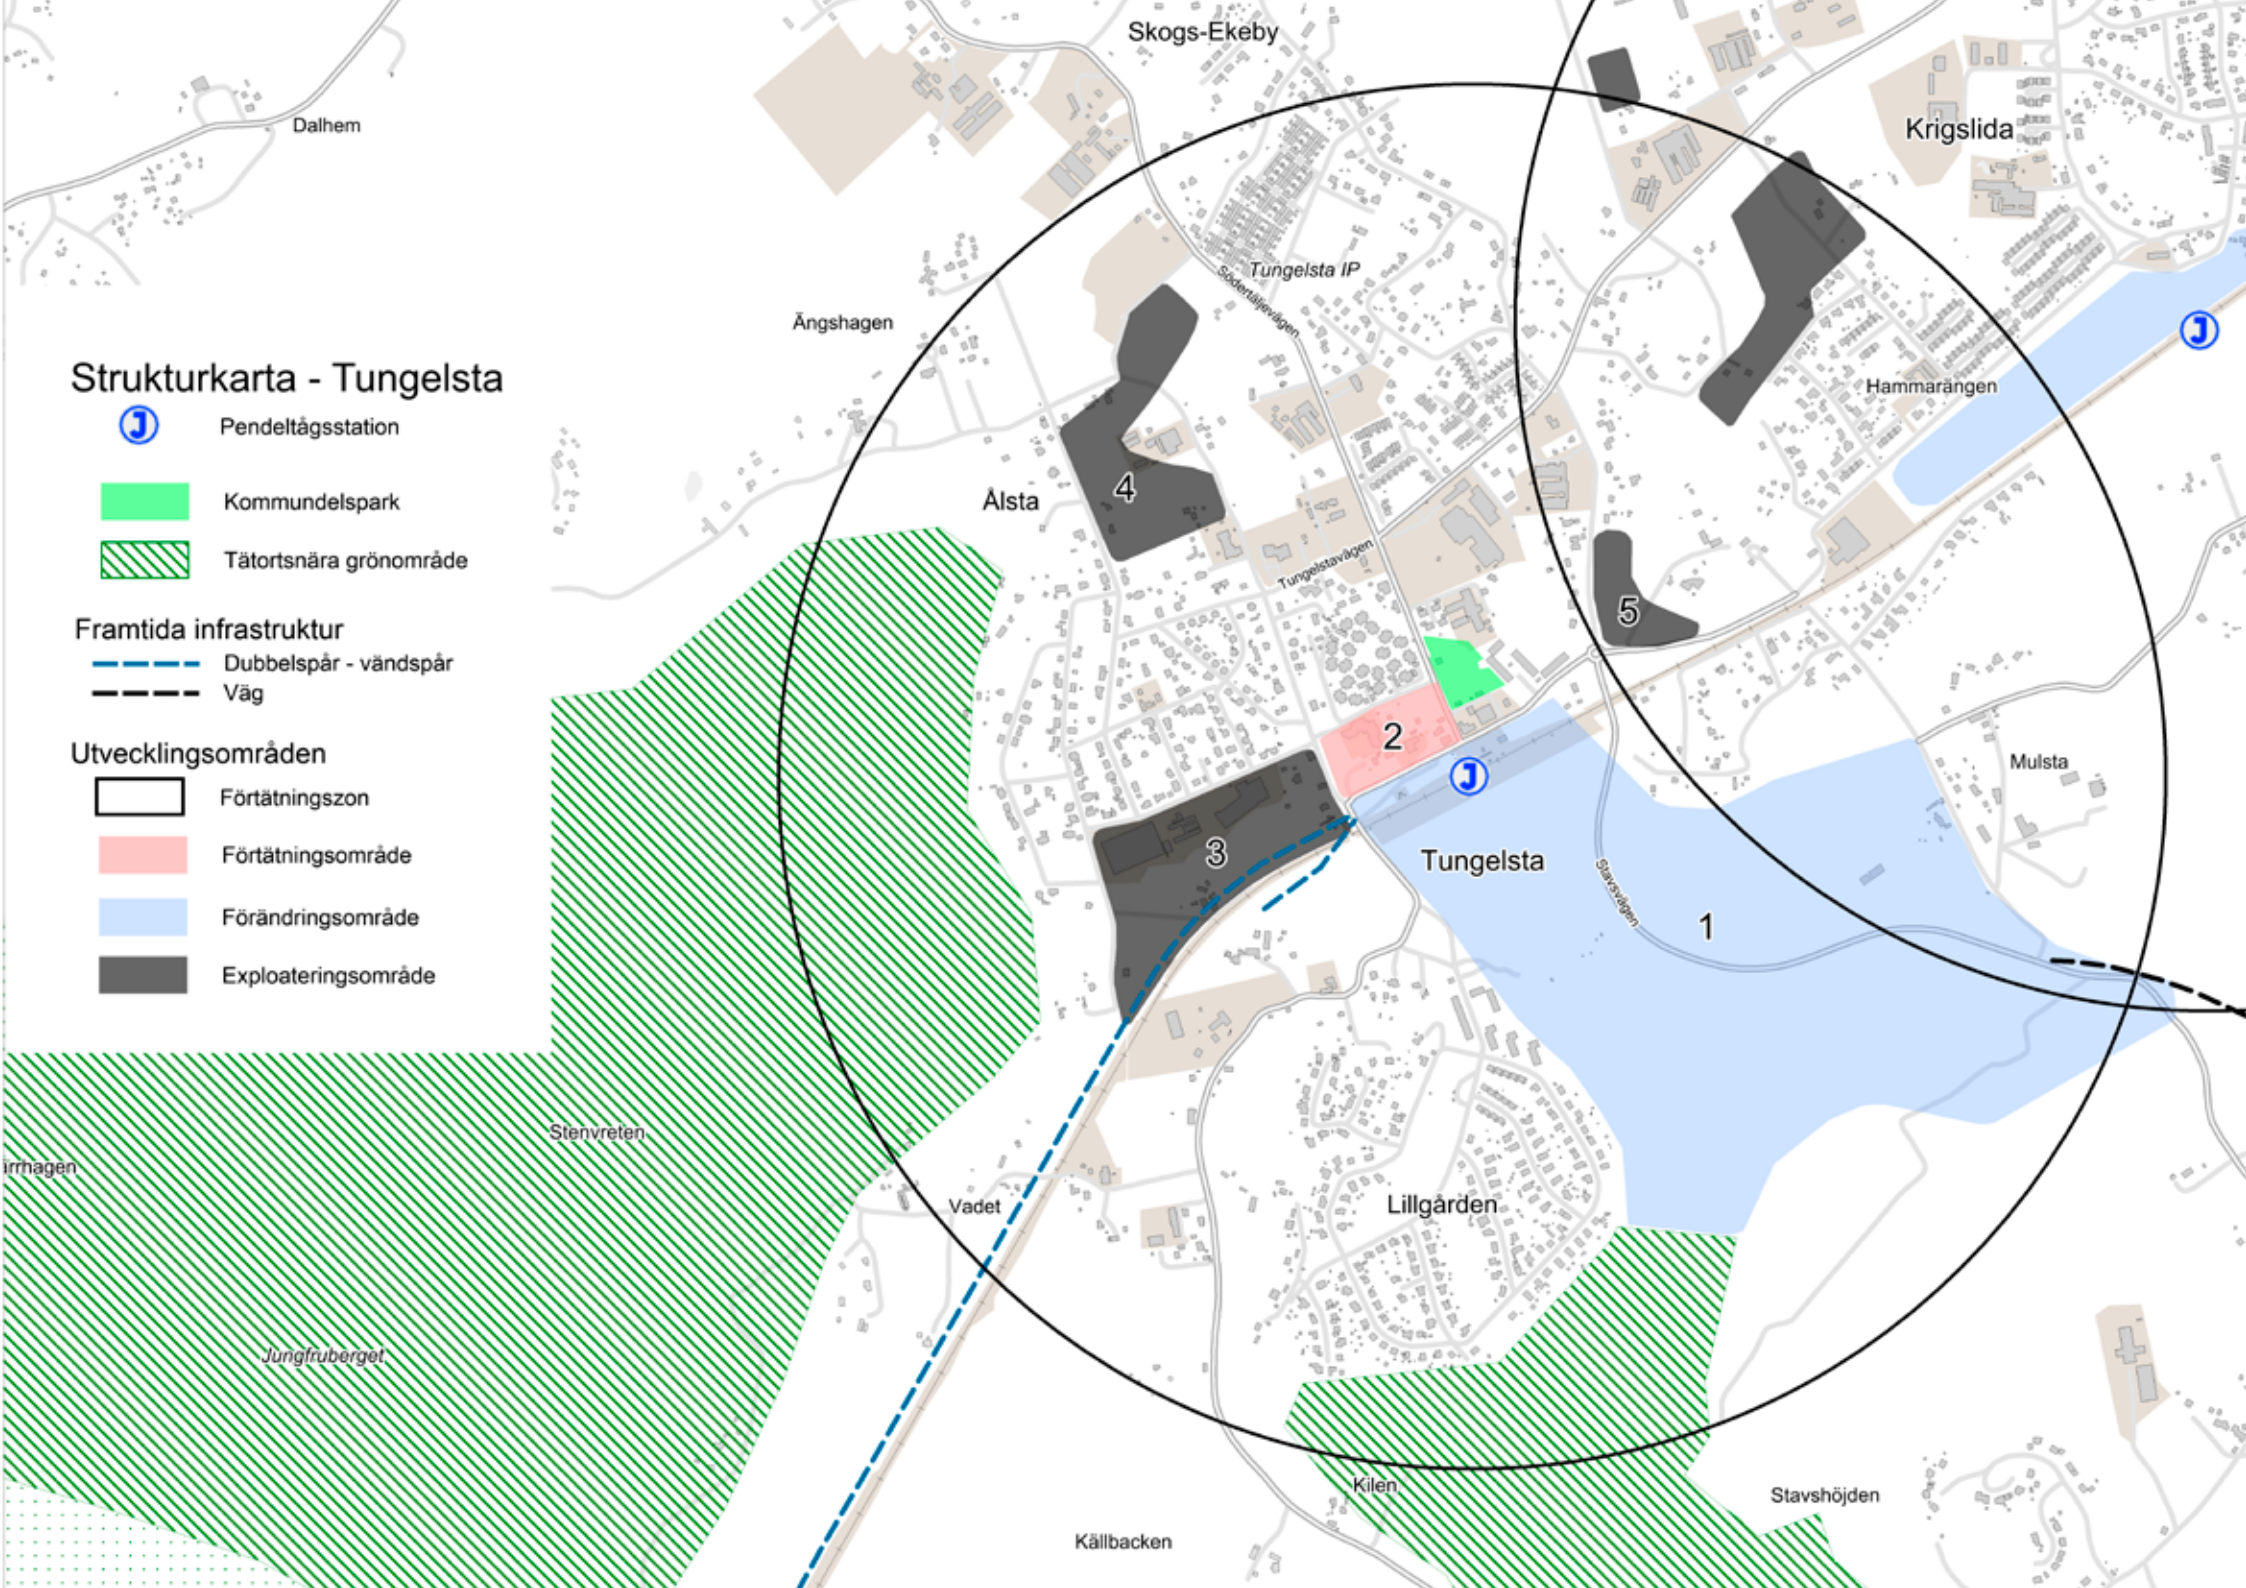 Skogs-Ekeby
Dalhem
Krigslida
Tungelsta IP
Södertäljevägen
Ängshagen
J
Strukturkarta - Tungelsta
J Pendeltågsstation
Kommundelspark
Tätortsnära grönområde
Framtida infrastruktur
Dubbelspår - vändspår
Väg
Utvecklingsområden
Förtätningszon
Förtätningsområde
Förändringsområde
Exploateringsområde
Hammarängen
4
Ålsta
Tungelstavägen
5
2
J
Mulsta
3
Tungelsta
Stavsvägen
1
Stenvreten
ärrhagen
Vadet
Lillgården
Jungfruberget
Kilen
Stavshöjden
Källbacken